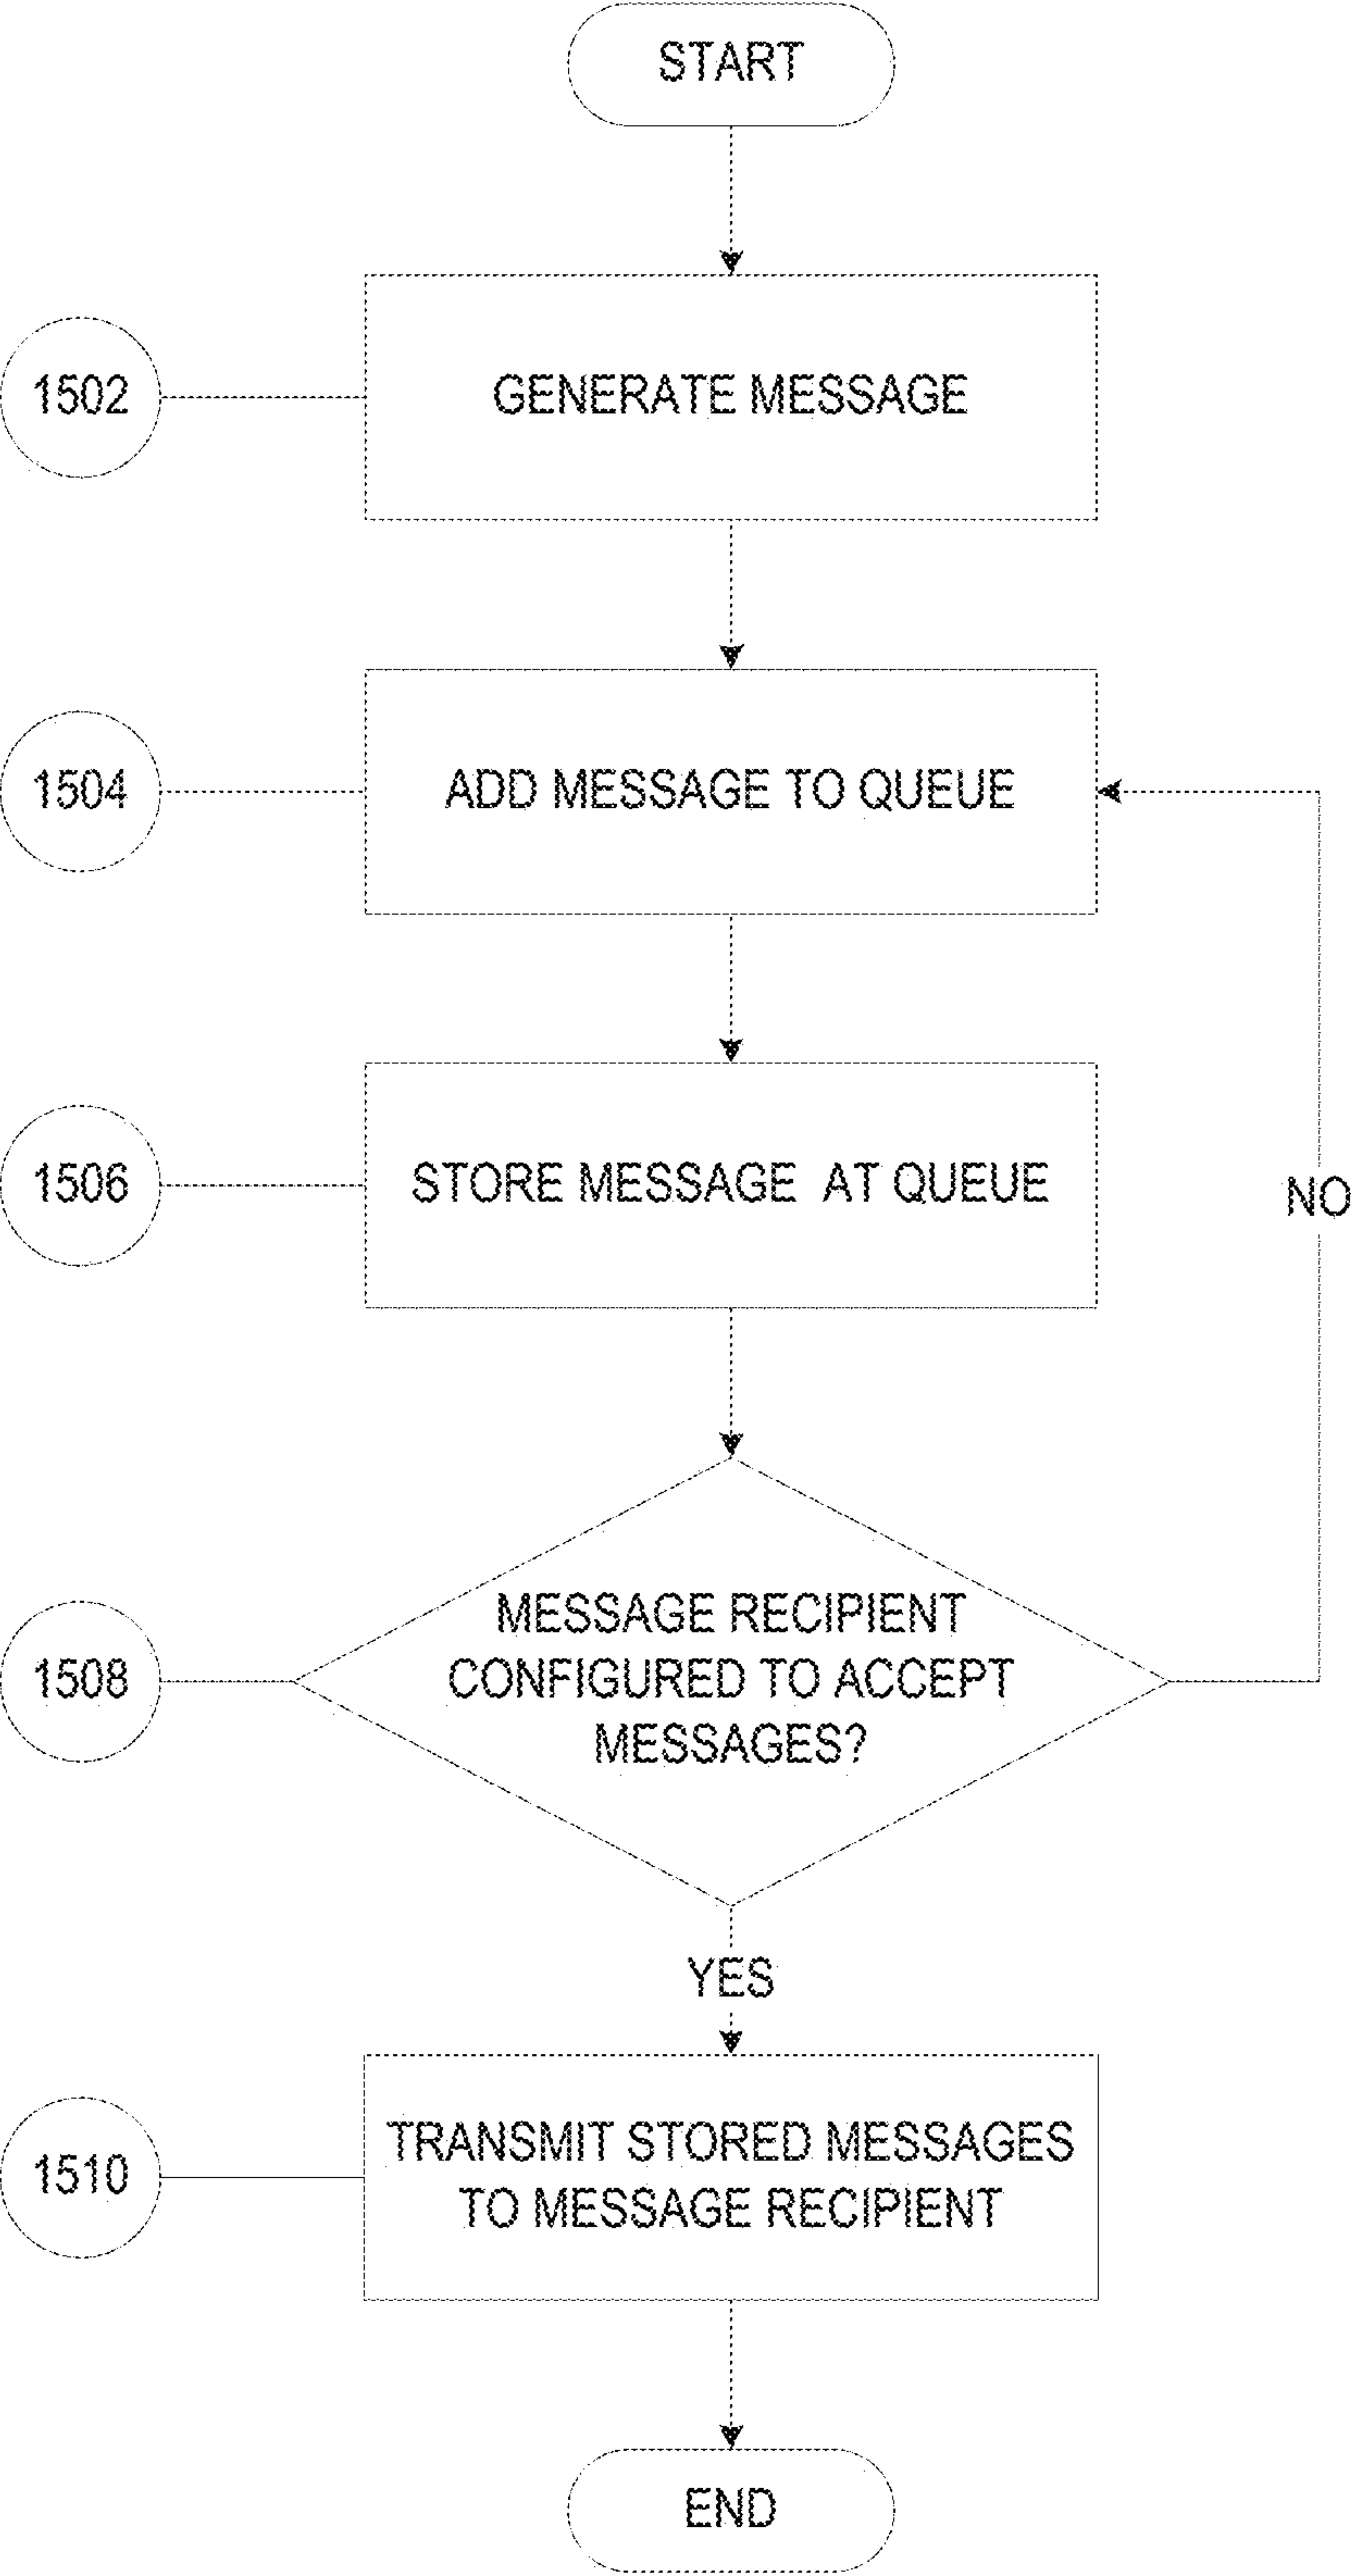 START
1502
GENERATE MESSAGE
1504
ADD MESSAGE TO QUEUE
1506
STORE MESSAGE AT QUEUE
NO
1508
MESSAGE RECIPIENT
CONFIGURED TO ACCEPT
MESSAGES?
YES
1510
TRANSMIT STORED MESSAGES
TO MESSAGE RECIPIENT
END